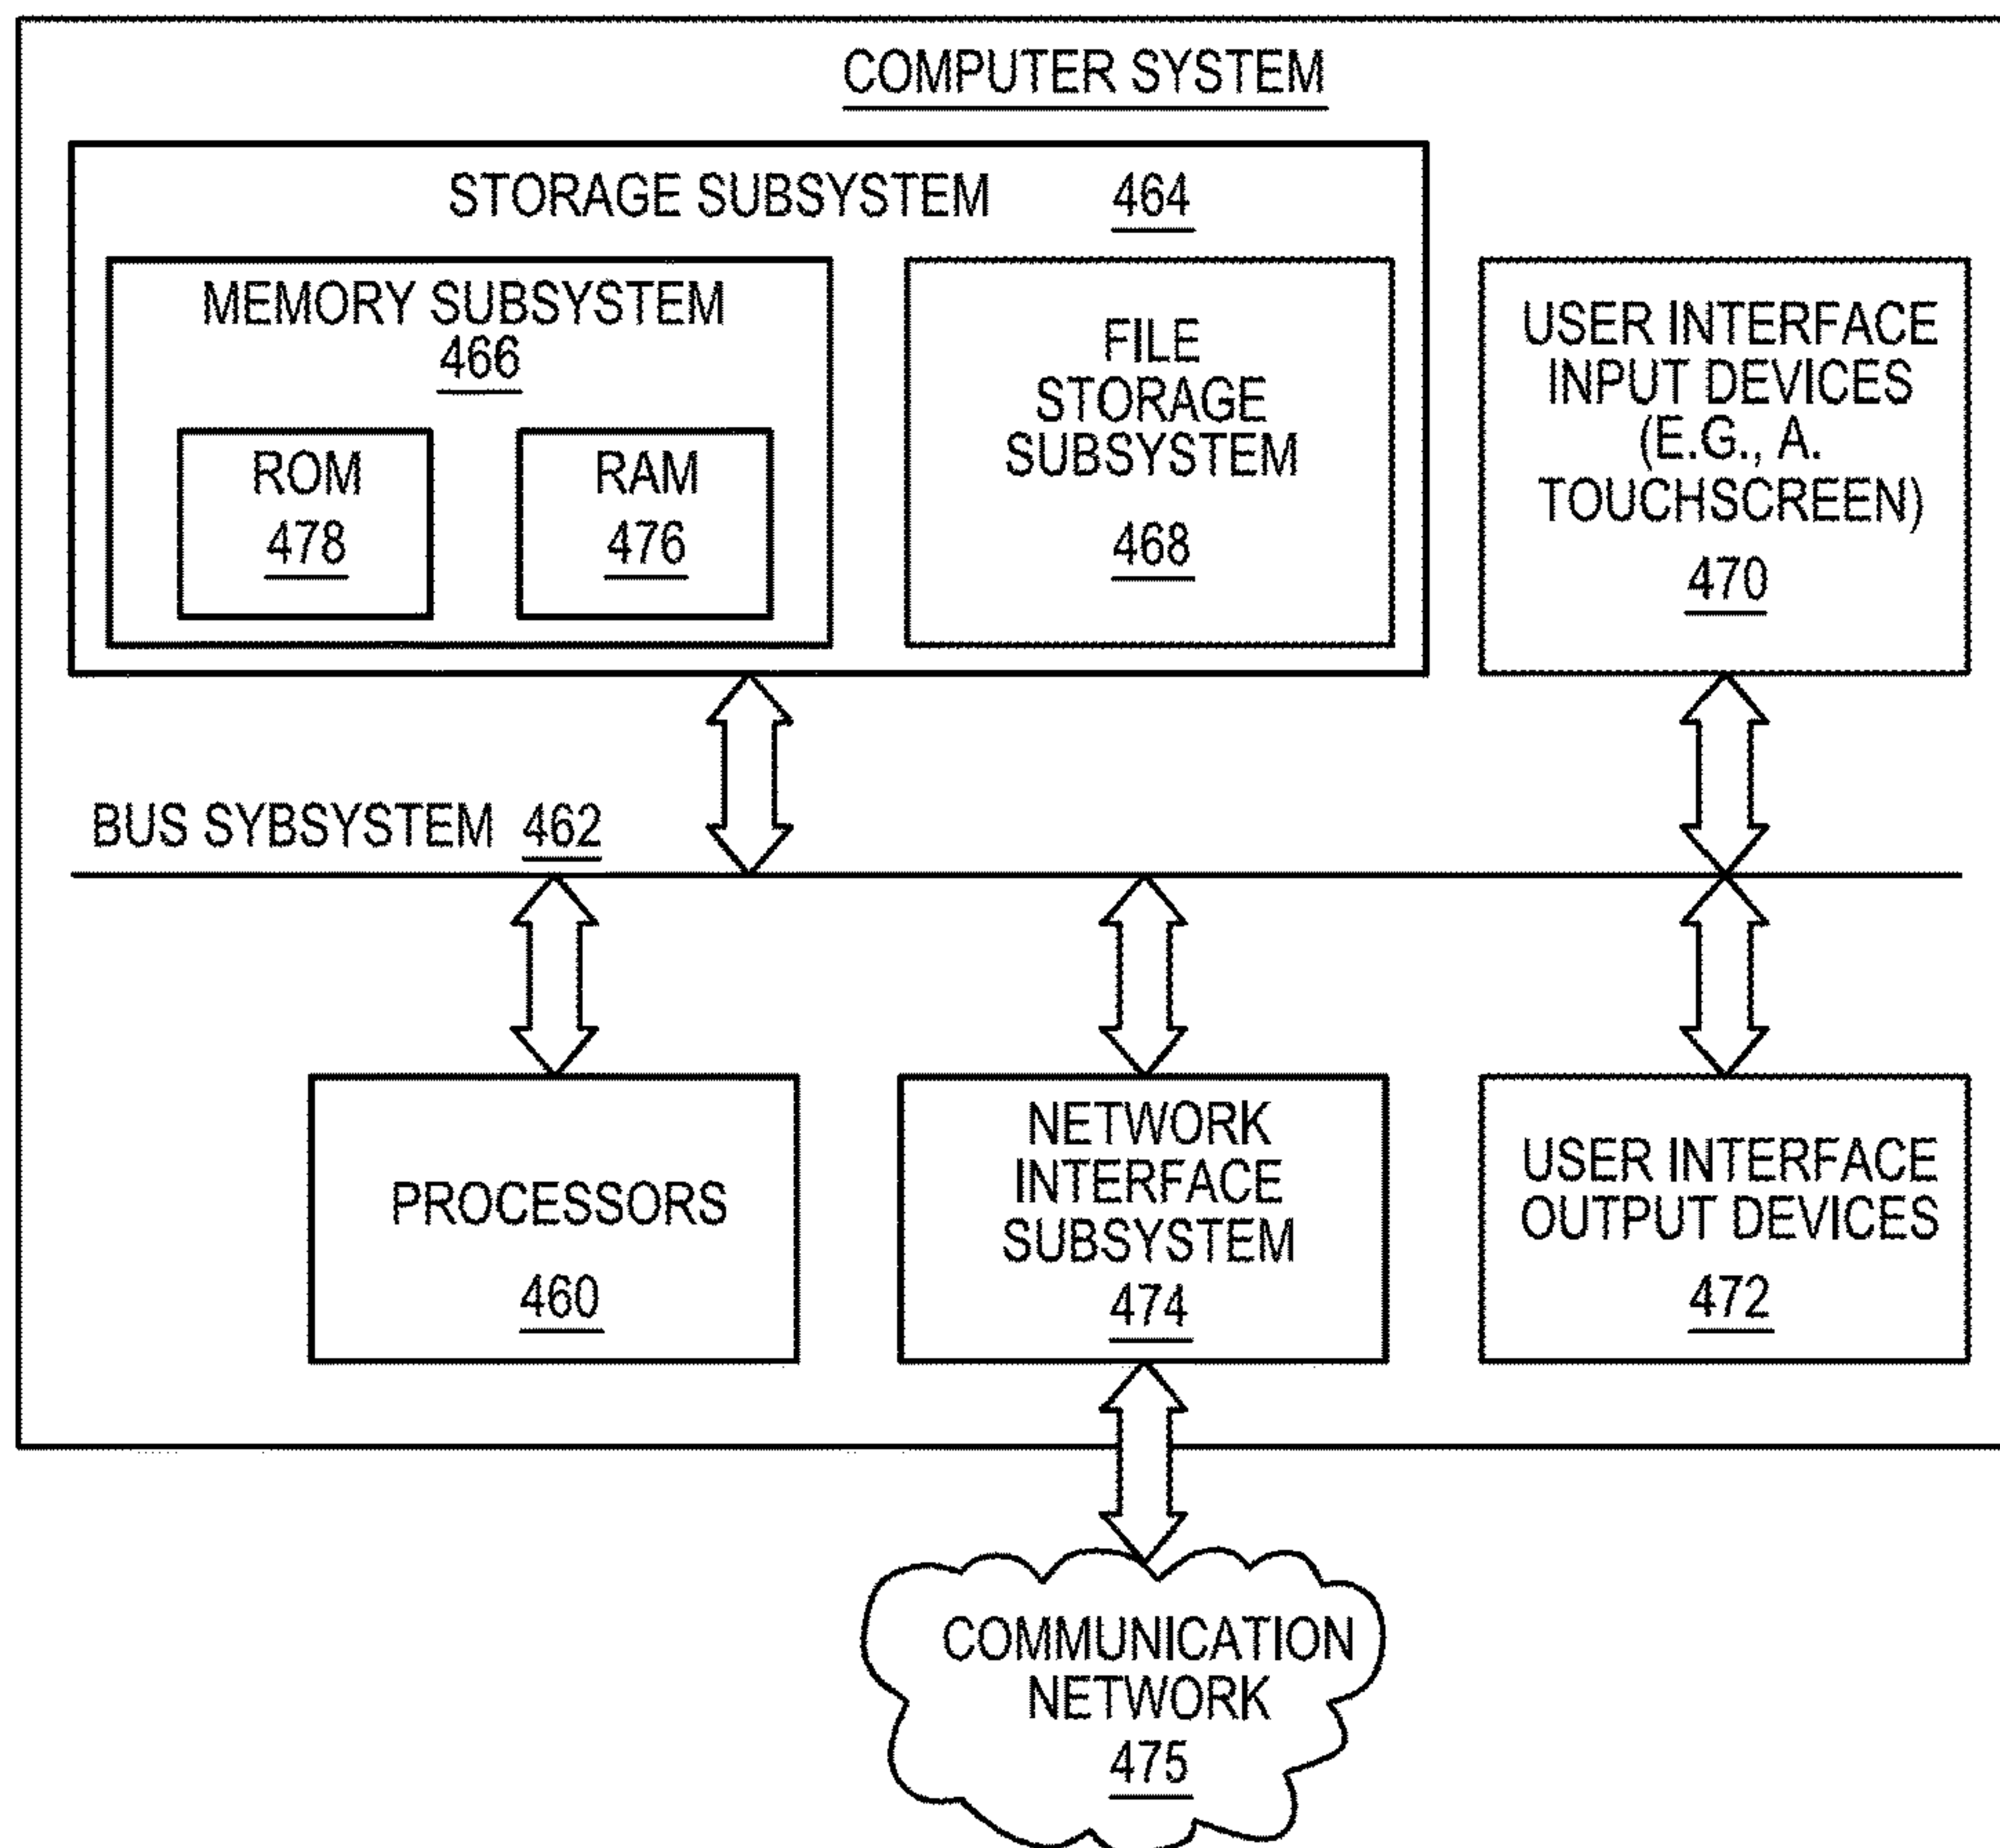 COMPUTER SYSTEM
STORAGE SUBSYSTEM 464
MEMORY SUBSYSTEM
466
ROM
478
RAM
476
FILE
STORAGE
SUBSYSTEM
468
USER INTERFACE
INPUT DEVICES
(E.G., A.
TOUCHSCREEN)
470
BUS SYBSYSTEM 462
PROCESSORS
460
NETWORK
INTERFACE
SUBSYSTEM
474
USER INTERFACE
OUTPUT DEVICES
472
COMMUNICATION
NETWORK
475